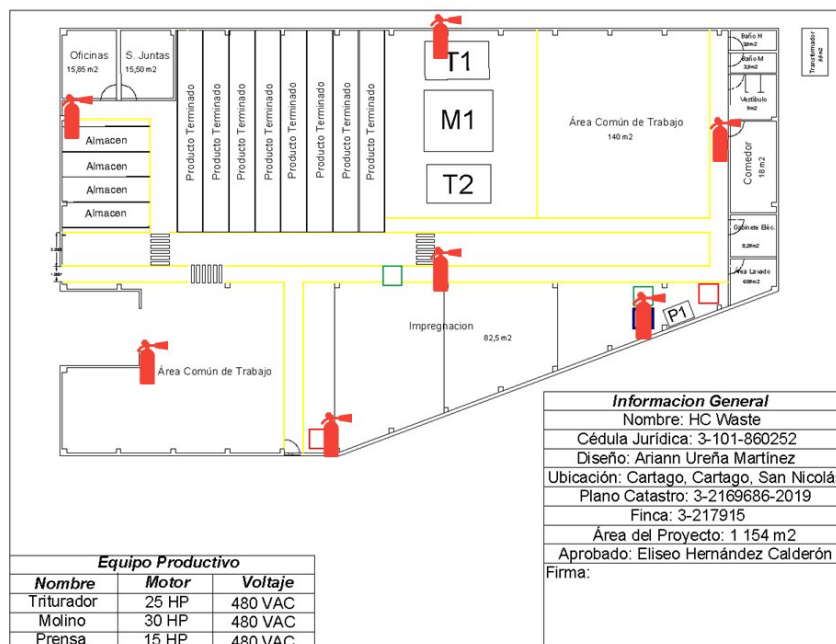 Oficinas
15,85 m2
S. Juntas
15,50 m2
Producto Terminado
Producto Terminado
Producto Terminado
Producto Terminado
Producto Terminado
Producto Terminado
Producto Terminado
Producto Terminado
T1
M1
T2
Área Común de Trabajo
140 m2
Baño H
Baño M
Vestíbulo
Comedor
18 m2
Gabinete Eléc.
Transformador
Almacen
Almacen
Almacen
Almacen
Impregnacion
82,5 m2
P1
Área Común de Trabajo
Informacion General
Nombre: HC Waste
Cédula Jurídica: 3-101-860252
Diseño: Ariann Ureña Martínez
Ubicación: Cartago, Cartago, San Nicolás
Plano Catastro: 3-2169686-2019
Finca: 3-217915
Área del Proyecto: 1 154 m2
Aprobado: Eliseo Hernández Calderón
Firma:
Equipo Productivo
Nombre Motor Voltaje
Triturador 25 HP 480 VAC
Molino 30 HP 480 VAC
Prensa 15 HP 480 VAC